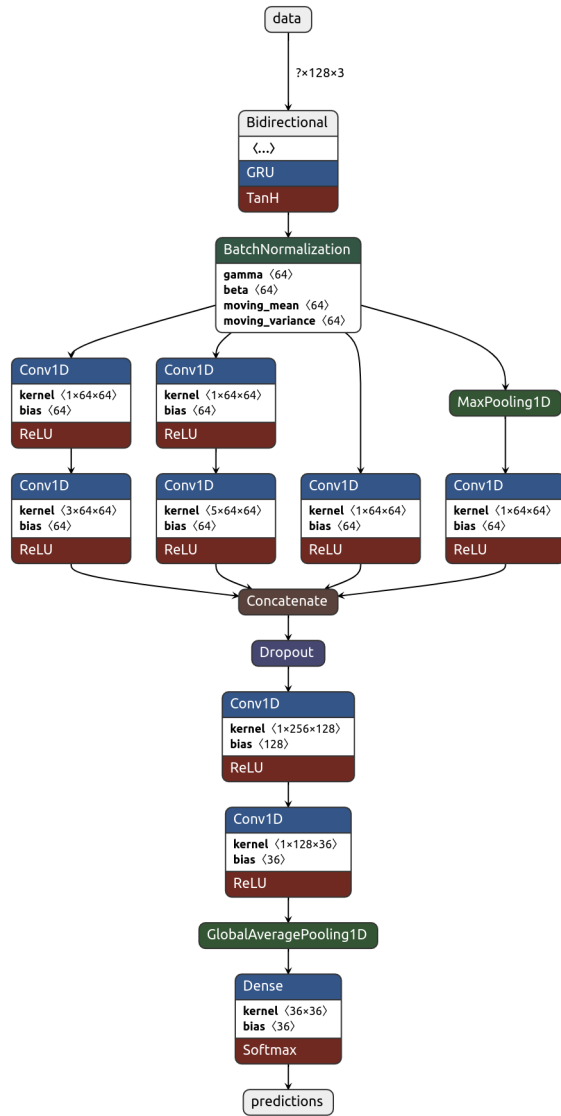 data
?×128×3
Bidirectional
〈...〉
GRU
TanH
BatchNormalization
gamma 〈64〉
beta 〈64〉
moving_mean 〈64〉
moving_variance 〈64〉
Conv1D
kernel 〈1×64×64〉
bias 〈64〉
ReLU
Conv1D
kernel 〈1×64×64〉
bias 〈64〉
ReLU
MaxPooling1D
Conv1D
kernel 〈3×64×64〉
bias 〈64〉
ReLU
Conv1D
kernel 〈5×64×64〉
bias 〈64〉
ReLU
Conv1D
kernel 〈1×64×64〉
bias 〈64〉
ReLU
Conv1D
kernel 〈1×64×64〉
bias 〈64〉
ReLU
Concatenate
Dropout
Conv1D
kernel 〈1×256×128〉
bias 〈128〉
ReLU
Conv1D
kernel 〈1×128×36〉
bias 〈36〉
ReLU
GlobalAveragePooling1D
Dense
kernel 〈36×36〉
bias 〈36〉
Softmax
predictions